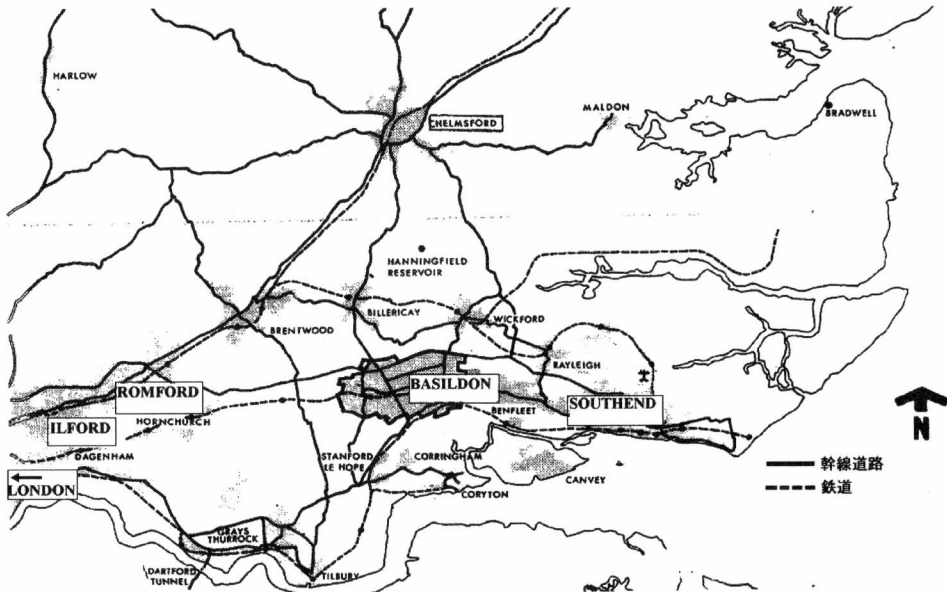 HARLOW
CHELMSFORD
MALDON
BRADWELL
HANNINGFIELD
RESERVOIR
BRENTWOOD
BILLERICAY
WICKFORD
RAYLEIGH
ROMFORD
BASILDON
SOUTHEND
ILFORD
HORNCHURCH
BENFLEET
N
DAGENHAM
STANFORD
LE HOPE
CORRINGHAM
CANVEY
幹線道路
LONDON
CORYTON
鉄道
GRAYS
THURROCK
DARTFORD
TUNNEL
TILBURY